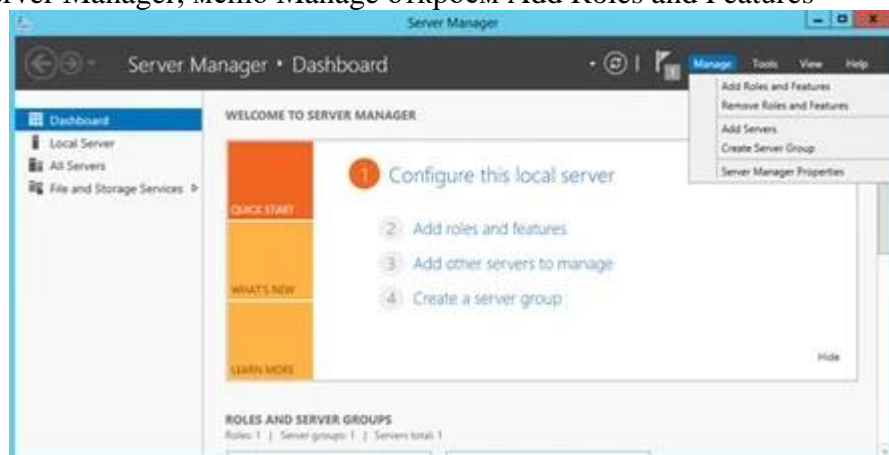 rver Manager, меню Manage откроем Add Roles and Features
Server Manager
Server Manager • Dashboard
Manage Tools View Help
Add Roles and Features
Remove Roles and Features
Add Servers
Create Server Group
Server Manager Properties
Dashboard
Local Server
All Servers
File and Storage Services
WELCOME TO SERVER MANAGER
QUICK START
WHAT'S NEW
LEARN MORE
1 Configure this local server
2 Add roles and features
3 Add other servers to manage
4 Create a server group
Hide
ROLES AND SERVER GROUPS
Roles: 1 | Server groups: 1 | Servers total: 1